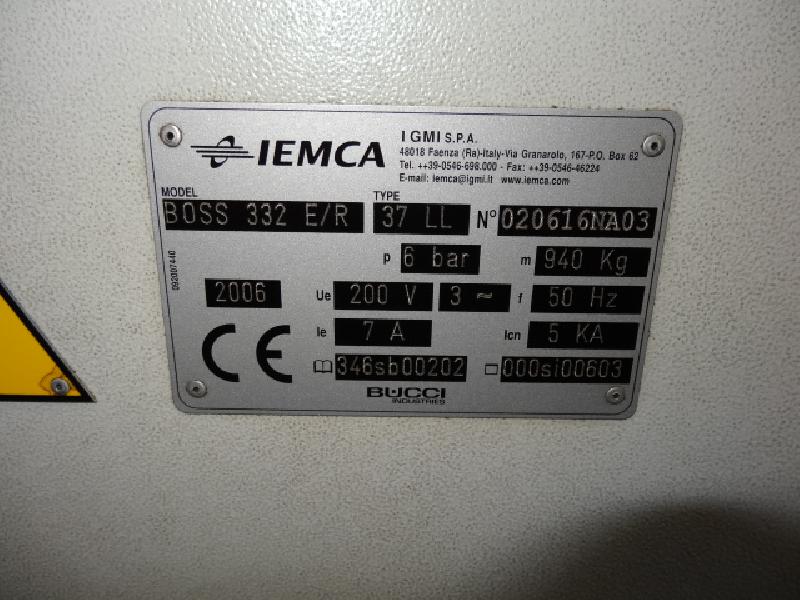 IEMCA
I GMI S.P.A.
48018 Faenza (Ra)-Italy-Via Granarolo, 167-P.O. Box 62
Tel. ++39-0546-698.000 - Fax: ++39-0546-46224
E-mail: iemca@igmi.it www.iemca.com
MODEL TYPE
BOSS 332 E/R 37 LL N° 020616NA03
p 6 bar m 940 Kg
2006 Ue 200 V 3 ~ f 50 Hz
Ie 7 A Icn 5 KA
CE
346sb00202 000si00603
BUCCI
INDUSTRIES
092007440